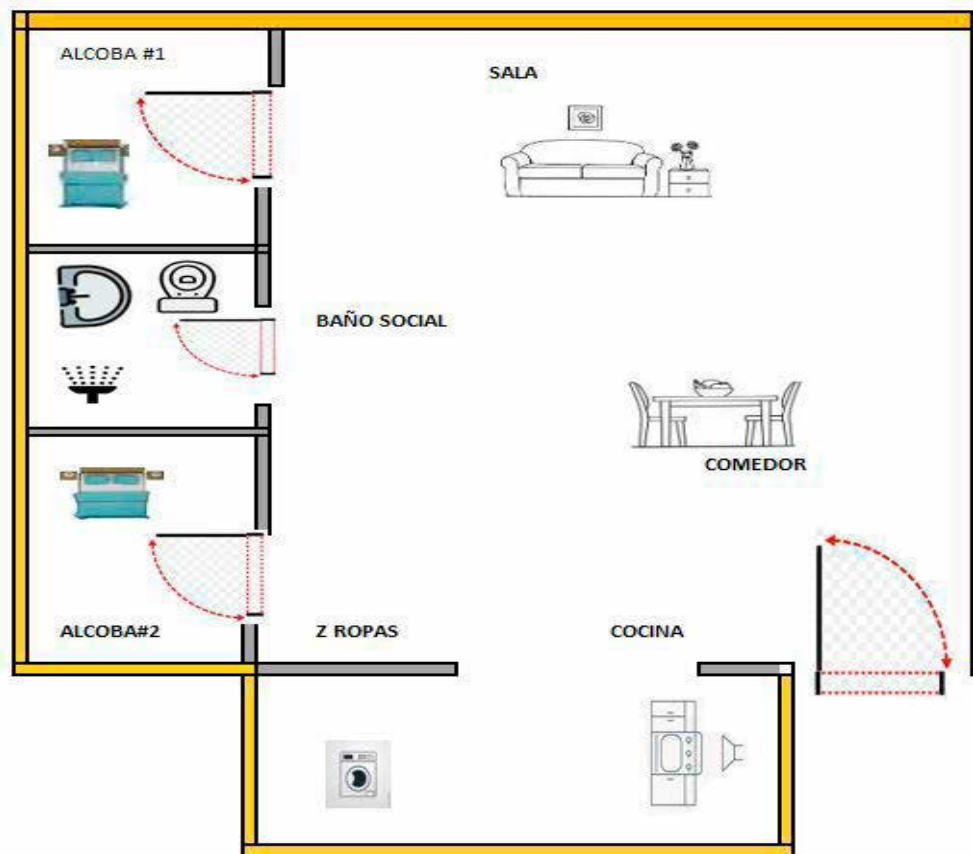 ALCOBA #1
SALA
BAÑO SOCIAL
COMEDOR
ALCOBA#2
Z ROPAS
COCINA